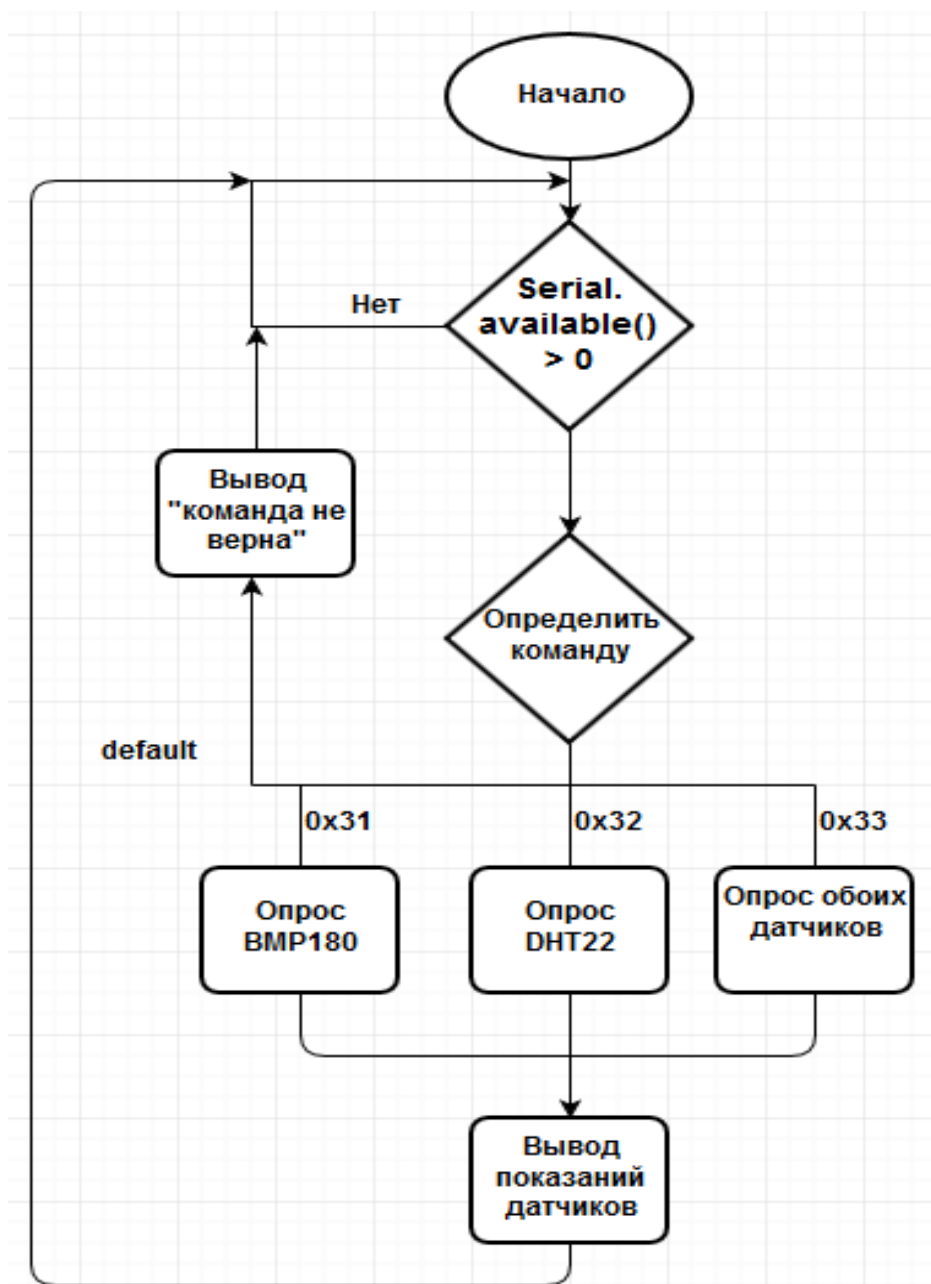 Начало
Serial.
available()
> 0
Нет
Вывод
"команда не
верна"
Определить
команду
default
0x31
0x32
0x33
Опрос
BMP180
Опрос
DHT22
Опрос обоих
датчиков
Вывод
показаний
датчиков